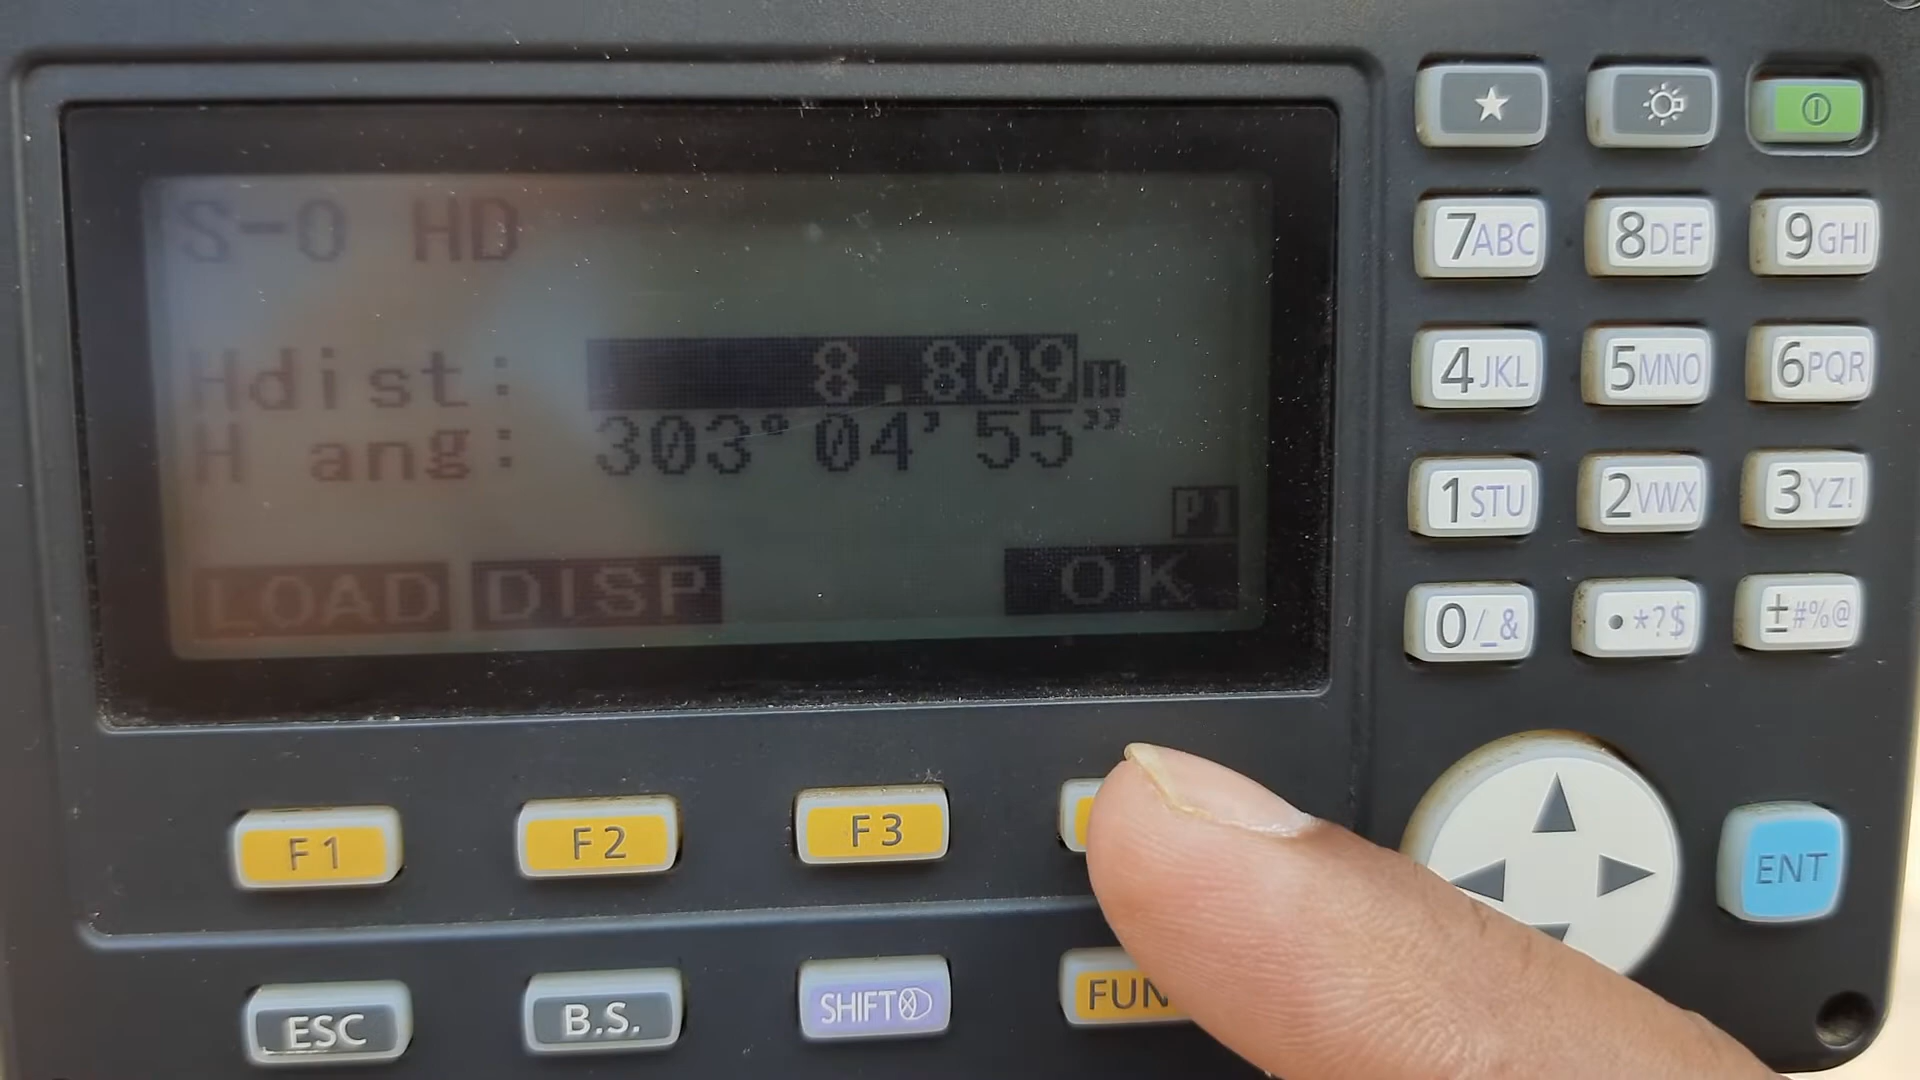 S-O HD
Hdist: 8.809m
H ang: 303°04'55"
P1
LOAD DISP OK
F1 F2 F3
ESC B.S. SHIFT FUN
★
7ABC 8DEF 9GHI
4JKL 5MNO 6PQR
1STU 2VWX 3YZ!
0/_& •*?$ ±#%@
ENT